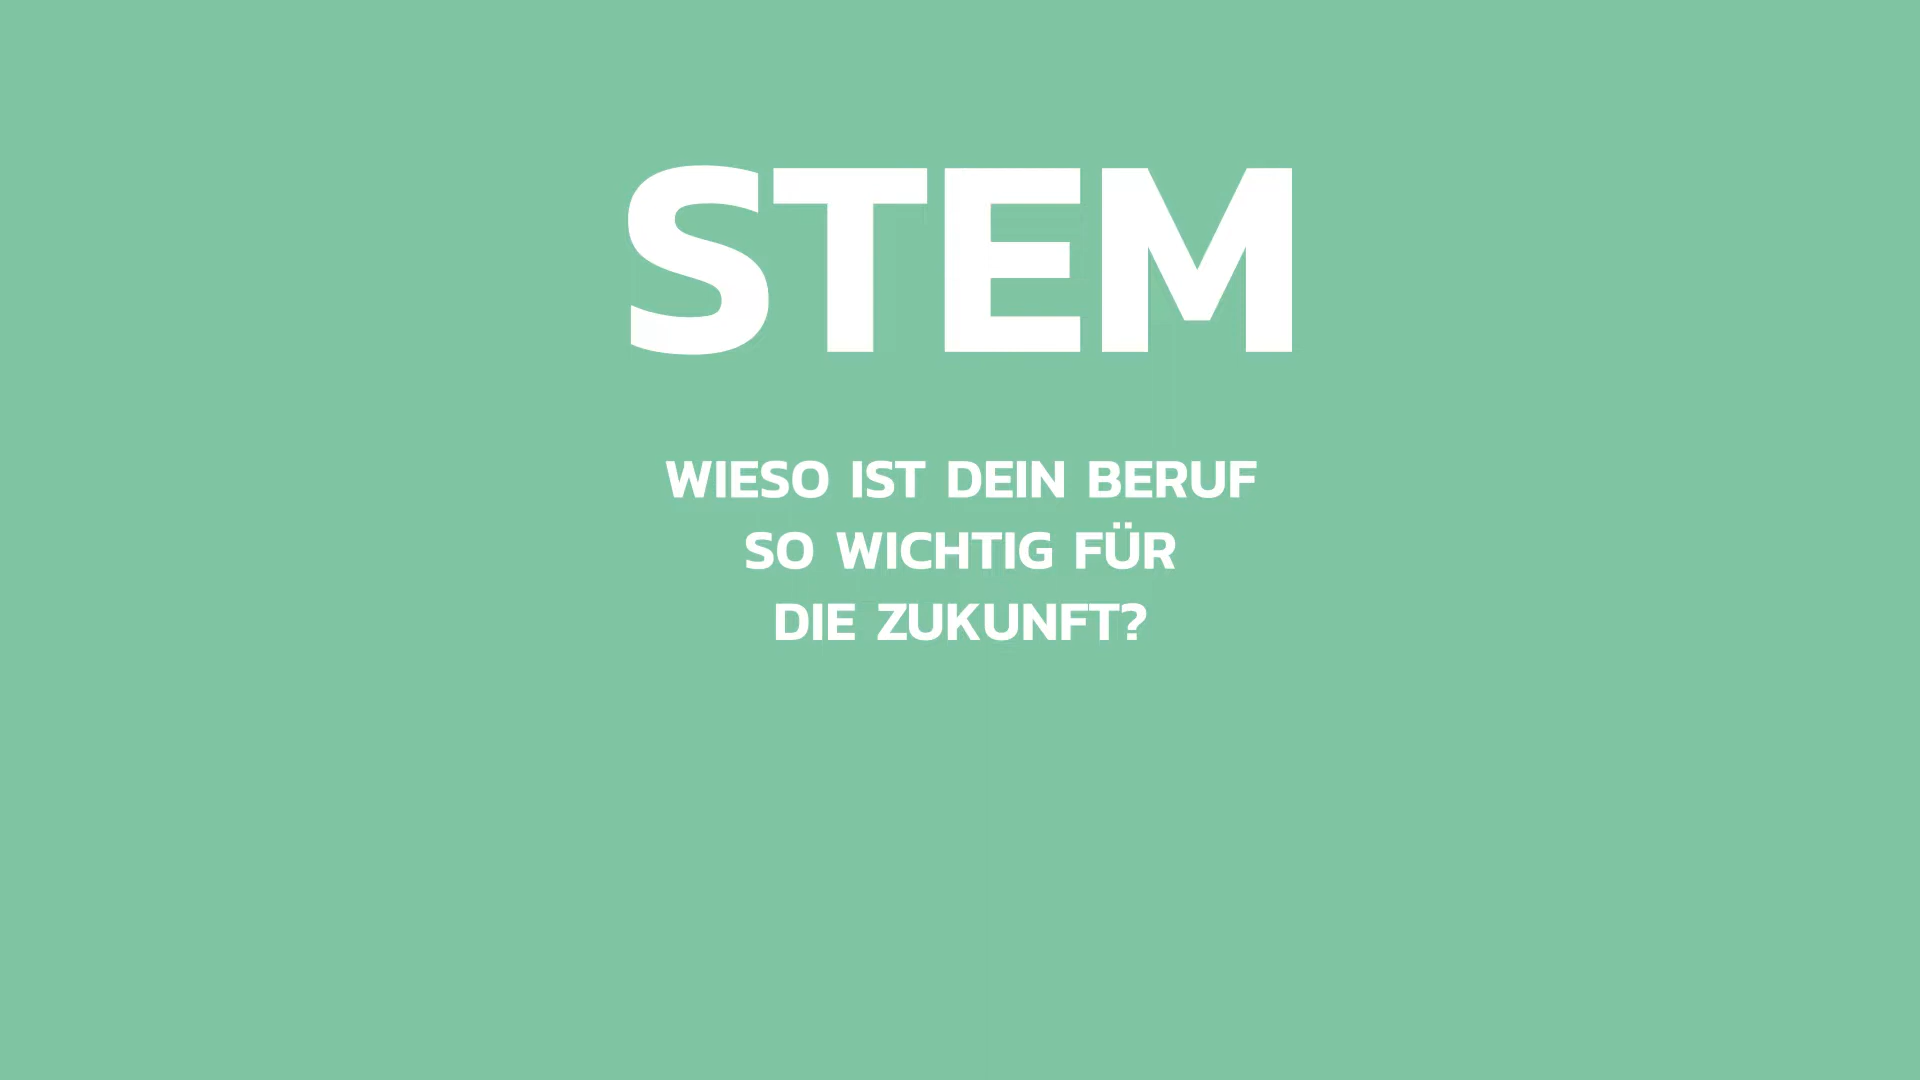 STEM
WIESO IST DEIN BERUF
SO WICHTIG FÜR
DIE ZUKUNFT?